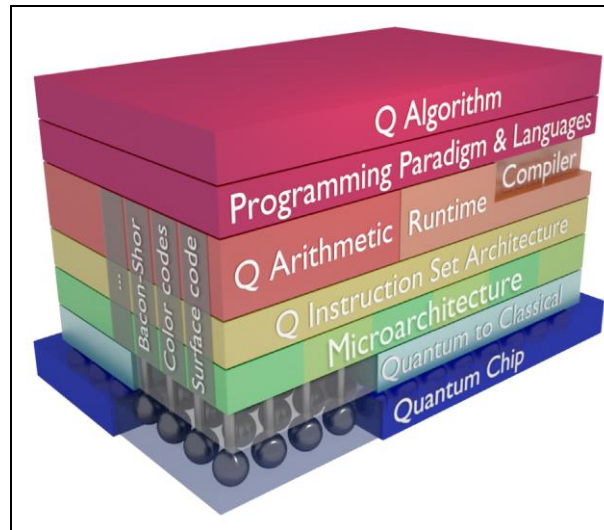 Q Algorithm
Programming Paradigm & Languages
Q Arithmetic
Runtime
Compiler
Q Instruction Set Architecture
Microarchitecture
Quantum to Classical
Quantum Chip
...
Bacon-Shor
Color codes
Surface code